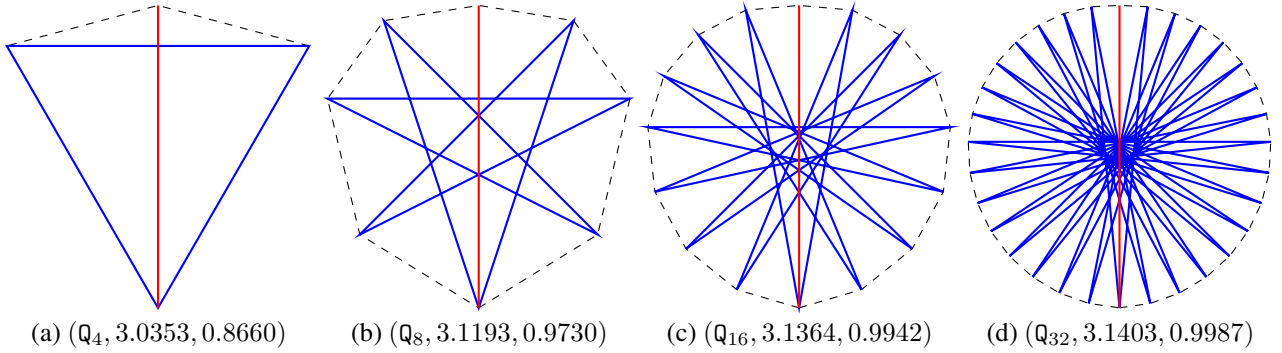 (a) (Q₄, 3.0353, 0.8660)
(b) (Q₈, 3.1193, 0.9730)
(c) (Q₁₆, 3.1364, 0.9942)
(d) (Q₃₂, 3.1403, 0.9987)